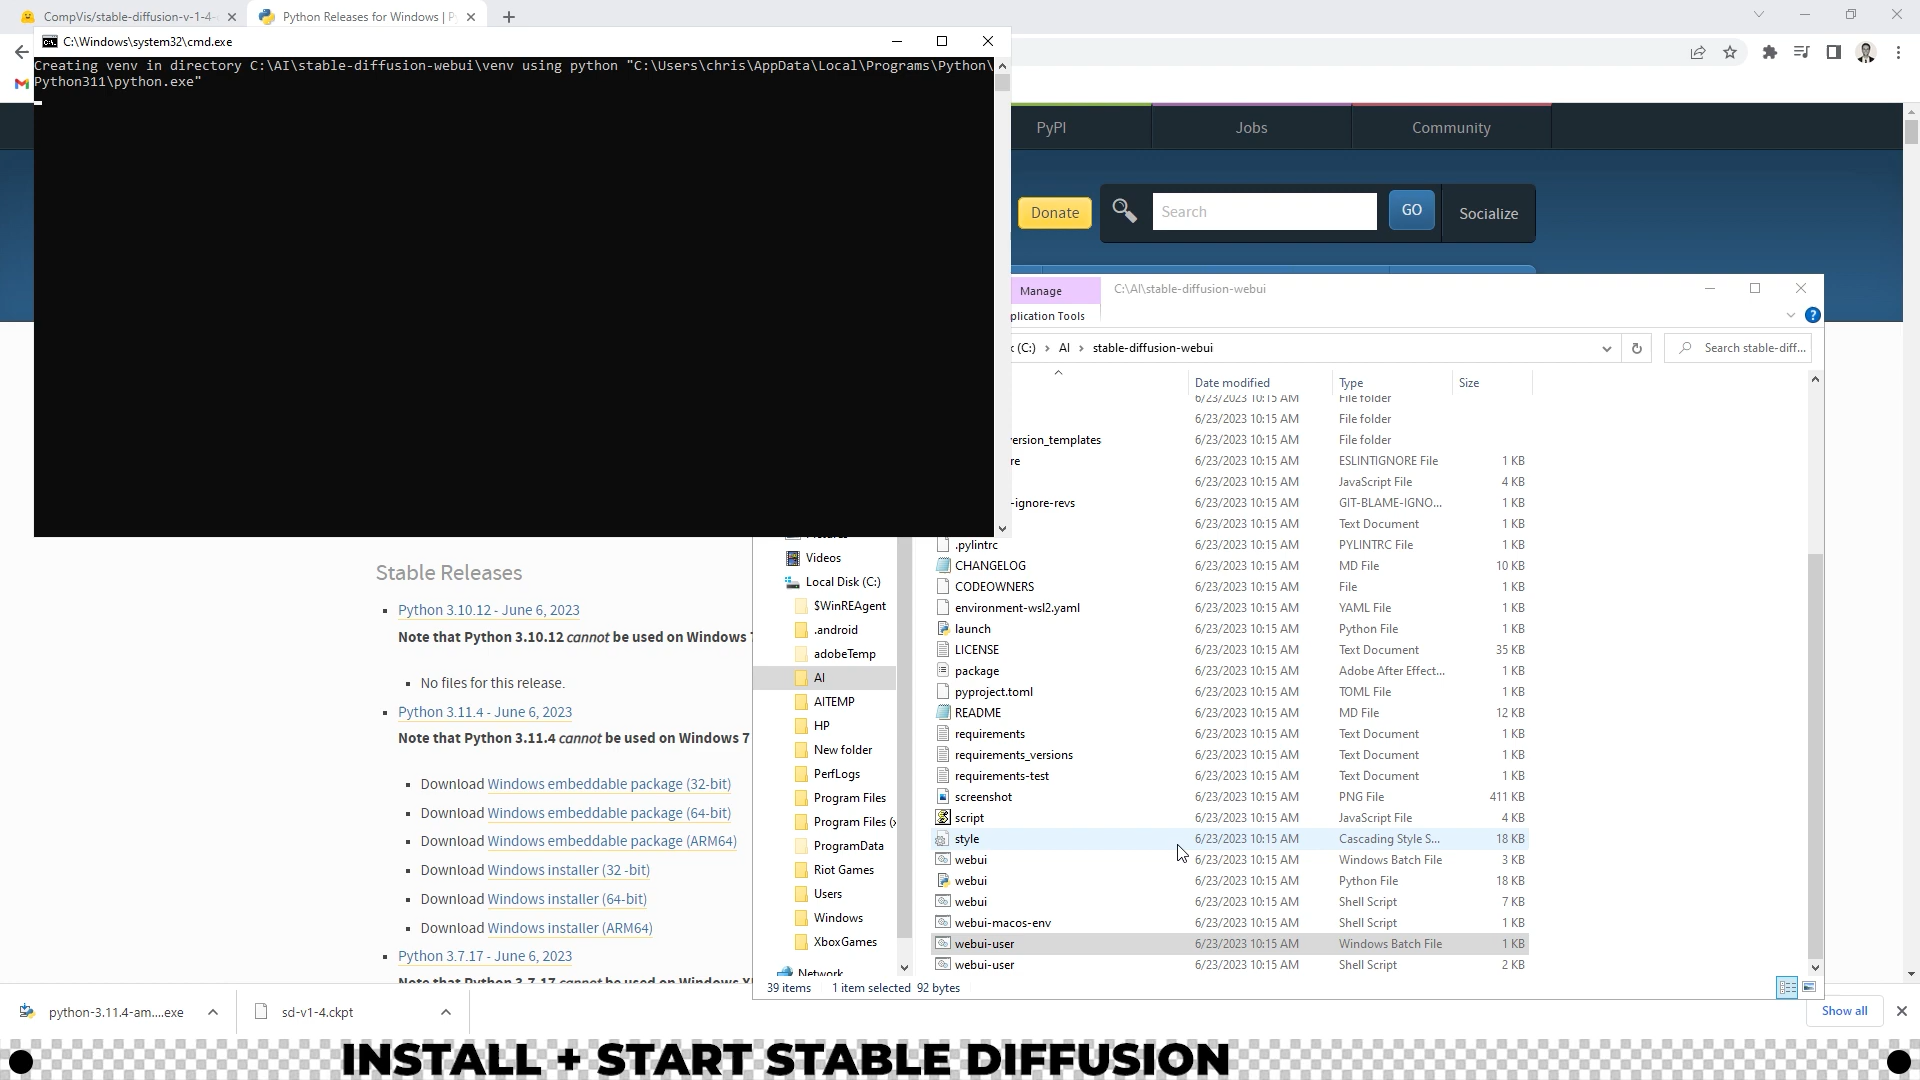 CompVis/stable-diffusion-v-1-4-
Python Releases for Windows | P
C:\Windows\system32\cmd.exe
Creating venv in directory C:\AI\stable-diffusion-webui\venv using python "C:\Users\chris\AppData\Local\Programs\Python\
Python311\python.exe"
PyPI
Jobs
Community
Donate
Search
GO
Socialize
Manage
C:\AI\stable-diffusion-webui
plication Tools
(C:) › AI › stable-diffusion-webui
Search stable-diff...
Date modified Type Size
6/23/2023 10:15 AM File folder
6/23/2023 10:15 AM File folder
ersion_templates 6/23/2023 10:15 AM File folder
re 6/23/2023 10:15 AM ESLINTIGNORE File 1 KB
6/23/2023 10:15 AM JavaScript File 4 KB
-ignore-revs 6/23/2023 10:15 AM GIT-BLAME-IGNO... 1 KB
6/23/2023 10:15 AM Text Document 1 KB
.pylintrc 6/23/2023 10:15 AM PYLINTRC File 1 KB
CHANGELOG 6/23/2023 10:15 AM MD File 10 KB
CODEOWNERS 6/23/2023 10:15 AM File 1 KB
environment-wsl2.yaml 6/23/2023 10:15 AM YAML File 1 KB
launch 6/23/2023 10:15 AM Python File 1 KB
LICENSE 6/23/2023 10:15 AM Text Document 35 KB
package 6/23/2023 10:15 AM Adobe After Effect... 1 KB
pyproject.toml 6/23/2023 10:15 AM TOML File 1 KB
README 6/23/2023 10:15 AM MD File 12 KB
requirements 6/23/2023 10:15 AM Text Document 1 KB
requirements_versions 6/23/2023 10:15 AM Text Document 1 KB
requirements-test 6/23/2023 10:15 AM Text Document 1 KB
screenshot 6/23/2023 10:15 AM PNG File 411 KB
script 6/23/2023 10:15 AM JavaScript File 4 KB
style 6/23/2023 10:15 AM Cascading Style S... 18 KB
webui 6/23/2023 10:15 AM Windows Batch File 3 KB
webui 6/23/2023 10:15 AM Python File 18 KB
webui 6/23/2023 10:15 AM Shell Script 7 KB
webui-macos-env 6/23/2023 10:15 AM Shell Script 1 KB
webui-user 6/23/2023 10:15 AM Windows Batch File 1 KB
webui-user 6/23/2023 10:15 AM Shell Script 2 KB
Videos
Local Disk (C:)
$WinREAgent
.android
adobeTemp
AI
AITEMP
HP
New folder
PerfLogs
Program Files
Program Files (x
ProgramData
Riot Games
Users
Windows
XboxGames
Network
39 items 1 item selected 92 bytes
Stable Releases
Python 3.10.12 - June 6, 2023
Note that Python 3.10.12 cannot be used on Windows 7
No files for this release.
Python 3.11.4 - June 6, 2023
Note that Python 3.11.4 cannot be used on Windows 7
Download Windows embeddable package (32-bit)
Download Windows embeddable package (64-bit)
Download Windows embeddable package (ARM64)
Download Windows installer (32 -bit)
Download Windows installer (64-bit)
Download Windows installer (ARM64)
Python 3.7.17 - June 6, 2023
Note that Python 3.7.17 cannot be used on Windows X
python-3.11.4-am....exe
sd-v1-4.ckpt
Show all
INSTALL + START STABLE DIFFUSION